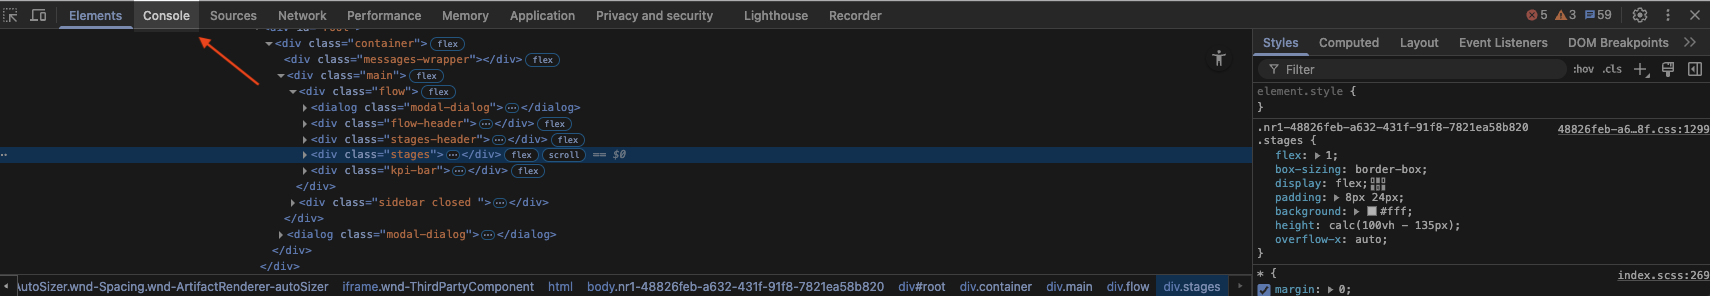 Elements Console Sources Network Performance Memory Application Privacy and security Lighthouse Recorder 5 3 59
<div class="container"> flex
<div class="messages-wrapper"></div> flex
<div class="main"> flex
<div class="flow"> flex
<dialog class="modal-dialog">…</dialog>
<div class="flow-header">…</div> flex
<div class="stages-header">…</div> flex
<div class="stages">…</div> flex scroll == $0
<div class="kpi-bar">…</div> flex
</div>
<div class="sidebar closed ">…</div>
</div>
<dialog class="modal-dialog">…</dialog>
</div>
</div>
AutoSizer.wnd-Spacing.wnd-ArtifactRenderer-autoSizer iframe.wnd-ThirdPartyComponent html body.nr1-48826feb-a632-431f-91f8-7821ea58b820 div#root div.container div.main div.flow div.stages
Styles Computed Layout Event Listeners DOM Breakpoints
Filter :hov .cls
element.style {
}
.nr1-48826feb-a632-431f-91f8-7821ea58b820 48826feb-a6…8f.css:1299
.stages {
flex: 1;
box-sizing: border-box;
display: flex;
padding: 8px 24px;
background: #fff;
height: calc(100vh - 135px);
overflow-x: auto;
}
* { index.scss:269
margin: 0;